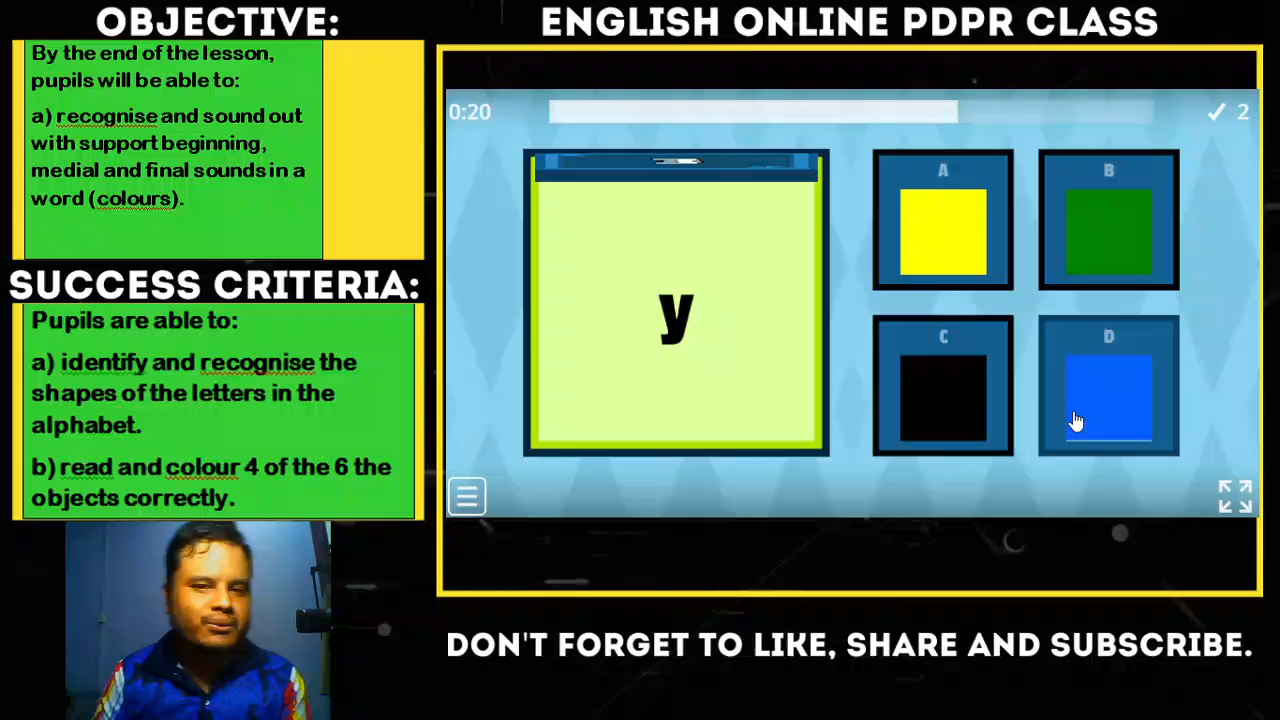 OBJECTIVE:
By the end of the lesson,
pupils will be able to:
a) recognise and sound out
with support beginning,
medial and final sounds in a
word (colours).
SUCCESS CRITERIA:
Pupils are able to:
a) identify and recognise the
shapes of the letters in the
alphabet.
b) read and colour 4 of the 6 the
objects correctly.
ENGLISH ONLINE PDPR CLASS
0:20
✓ 2
y
A
B
C
D
DON'T FORGET TO LIKE, SHARE AND SUBSCRIBE.